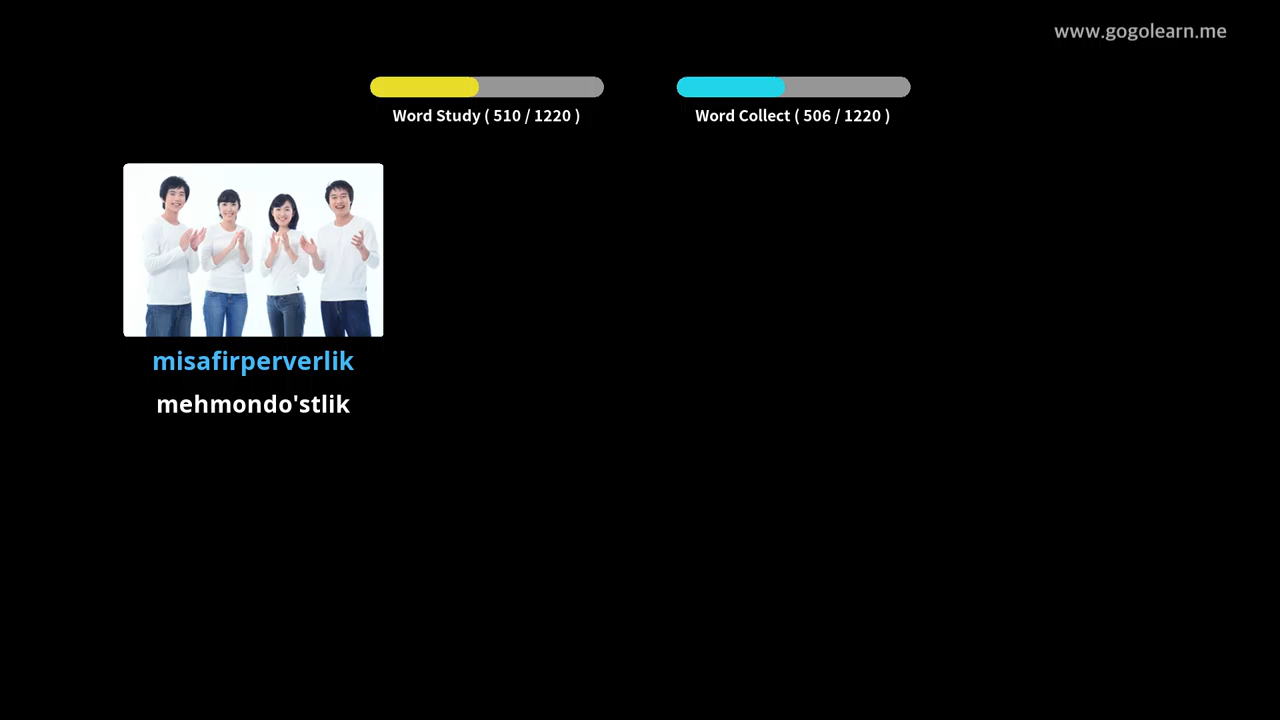 www.gogolearn.me
Word Study ( 510 / 1220 )
Word Collect ( 506 / 1220 )
misafirperverlik
mehmondo'stlik